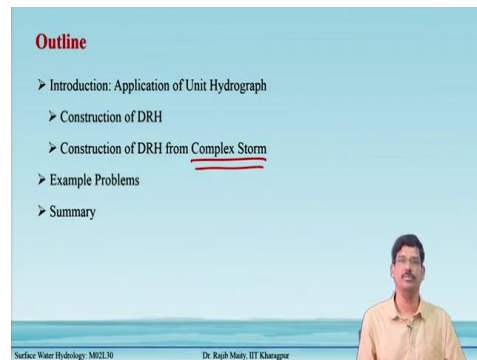 Outline
➤ Introduction: Application of Unit Hydrograph
➤ Construction of DRH
➤ Construction of DRH from Complex Storm
➤ Example Problems
➤ Summary
Surface Water Hydrology: M02L30 Dr. Rajib Maity, IIT Kharagpur